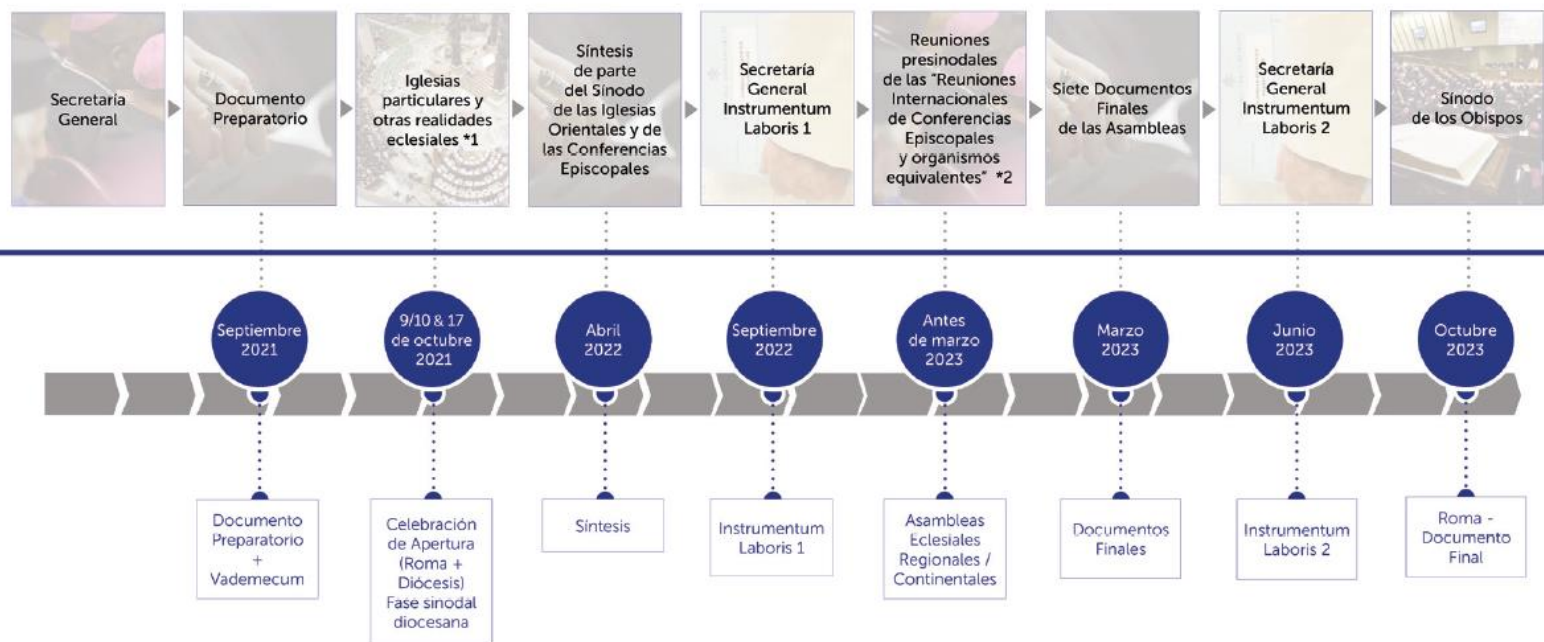 Secretaría
General
Documento
Preparatorio
Iglesias
particulares y
otras realidades
eclesiales *1
Síntesis
de parte
del Sínodo
de las Iglesias
Orientales y de
las Conferencias
Episcopales
Secretaría
General
Instrumentum
Laboris 1
Reuniones
presinodales
de las "Reuniones
Internacionales
de Conferencias
Episcopales
y organismos
equivalentes" *2
Siete Documentos
Finales
de las Asambleas
Secretaría
General
Instrumentum
Laboris 2
Sínodo
de los Obispos
Septiembre
2021
9/10 & 17
de octubre
2021
Abril
2022
Septiembre
2022
Antes
de marzo
2023
Marzo
2023
Junio
2023
Octubre
2023
Documento
Preparatorio
+
Vademecum
Celebración
de Apertura
(Roma +
Diócesis)
Fase sinodal
diocesana
Síntesis
Instrumentum
Laboris 1
Asambleas
Eclesiales
Regionales /
Continentales
Documentos
Finales
Instrumentum
Laboris 2
Roma -
Documento
Final